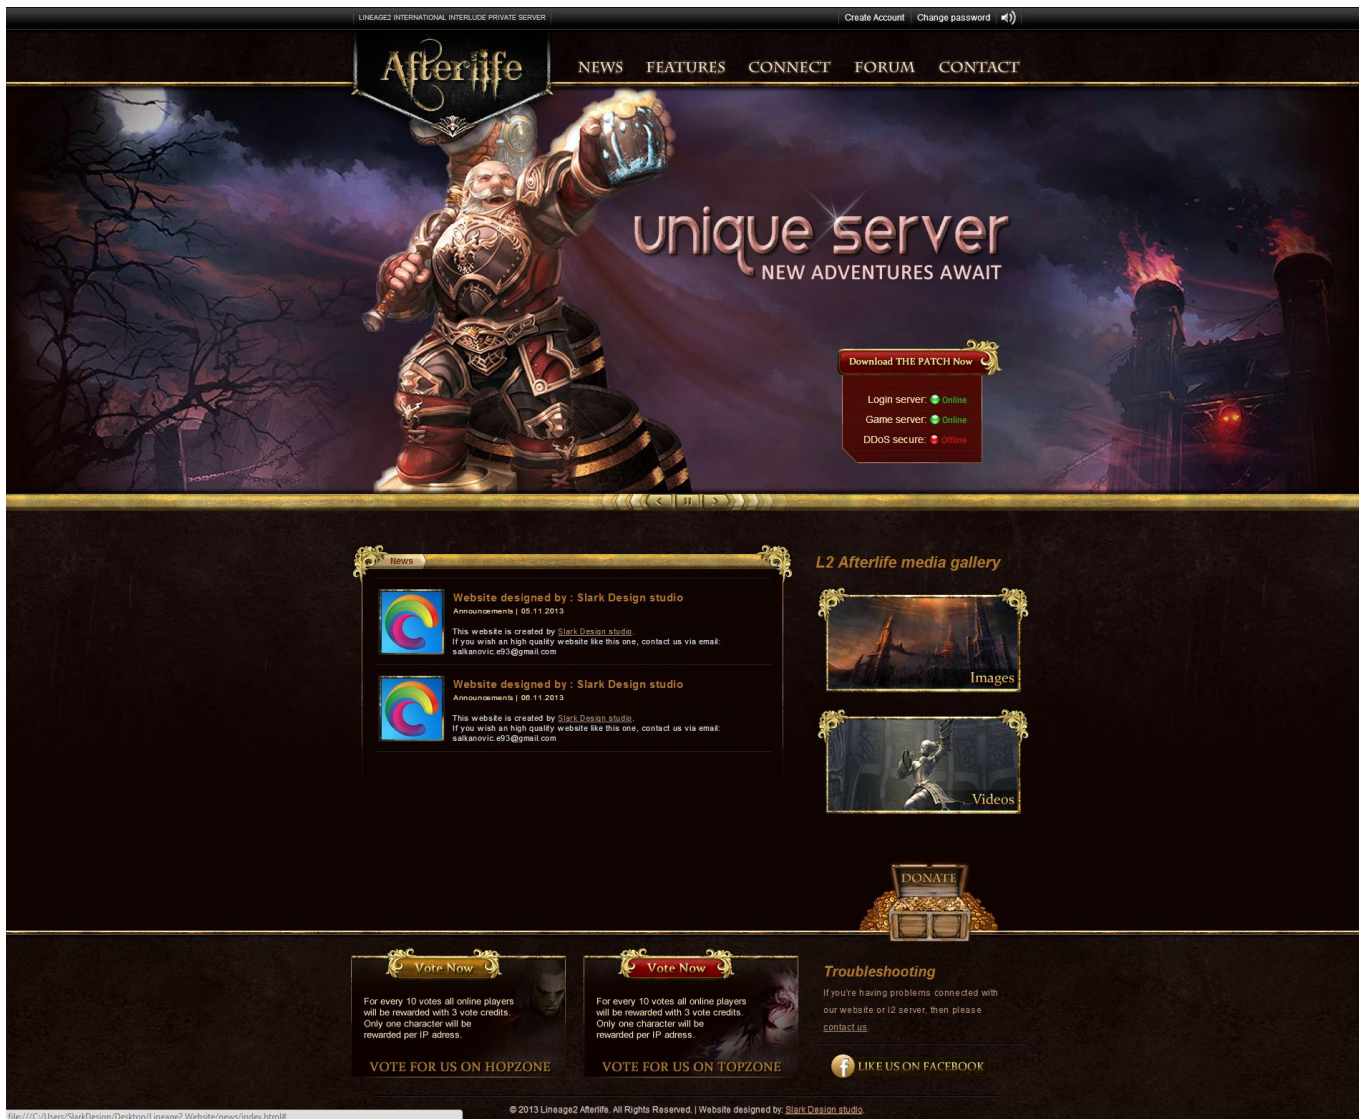 LINEAGE2 INTERNATIONAL INTERLUDE PRIVATE SERVER
Create Account
Change password
Afterlife
NEWS
FEATURES
CONNECT
FORUM
CONTACT
unique server
NEW ADVENTURES AWAIT
Download THE PATCH Now
Login server: Online
Game server: Online
DDoS secure: Offline
News
Website designed by : Slark Design studio
Announcements | 05.11.2013
This website is created by Slark Design studio.
If you wish an high quality website like this one, contact us via email:
salkanovic.e93@gmail.com
Website designed by : Slark Design studio
Announcements | 06.11.2013
This website is created by Slark Design studio.
If you wish an high quality website like this one, contact us via email:
salkanovic.e93@gmail.com
L2 Afterlife media gallery
Images
Videos
DONATE
Vote Now
For every 10 votes all online players
will be rewarded with 3 vote credits.
Only one character will be
rewarded per IP adress.
VOTE FOR US ON HOPZONE
Vote Now
For every 10 votes all online players
will be rewarded with 3 vote credits.
Only one character will be
rewarded per IP adress.
VOTE FOR US ON TOPZONE
Troubleshooting
If you're having problems connected with
our website or l2 server, then please
contact us.
f LIKE US ON FACEBOOK
© 2013 Lineage2 Afterlife. All Rights Reserved. | Website designed by: Slark Design studio.
file:///C:/Users/SlarkDesign/Desktop/Lineage2 Website/news/index.html#